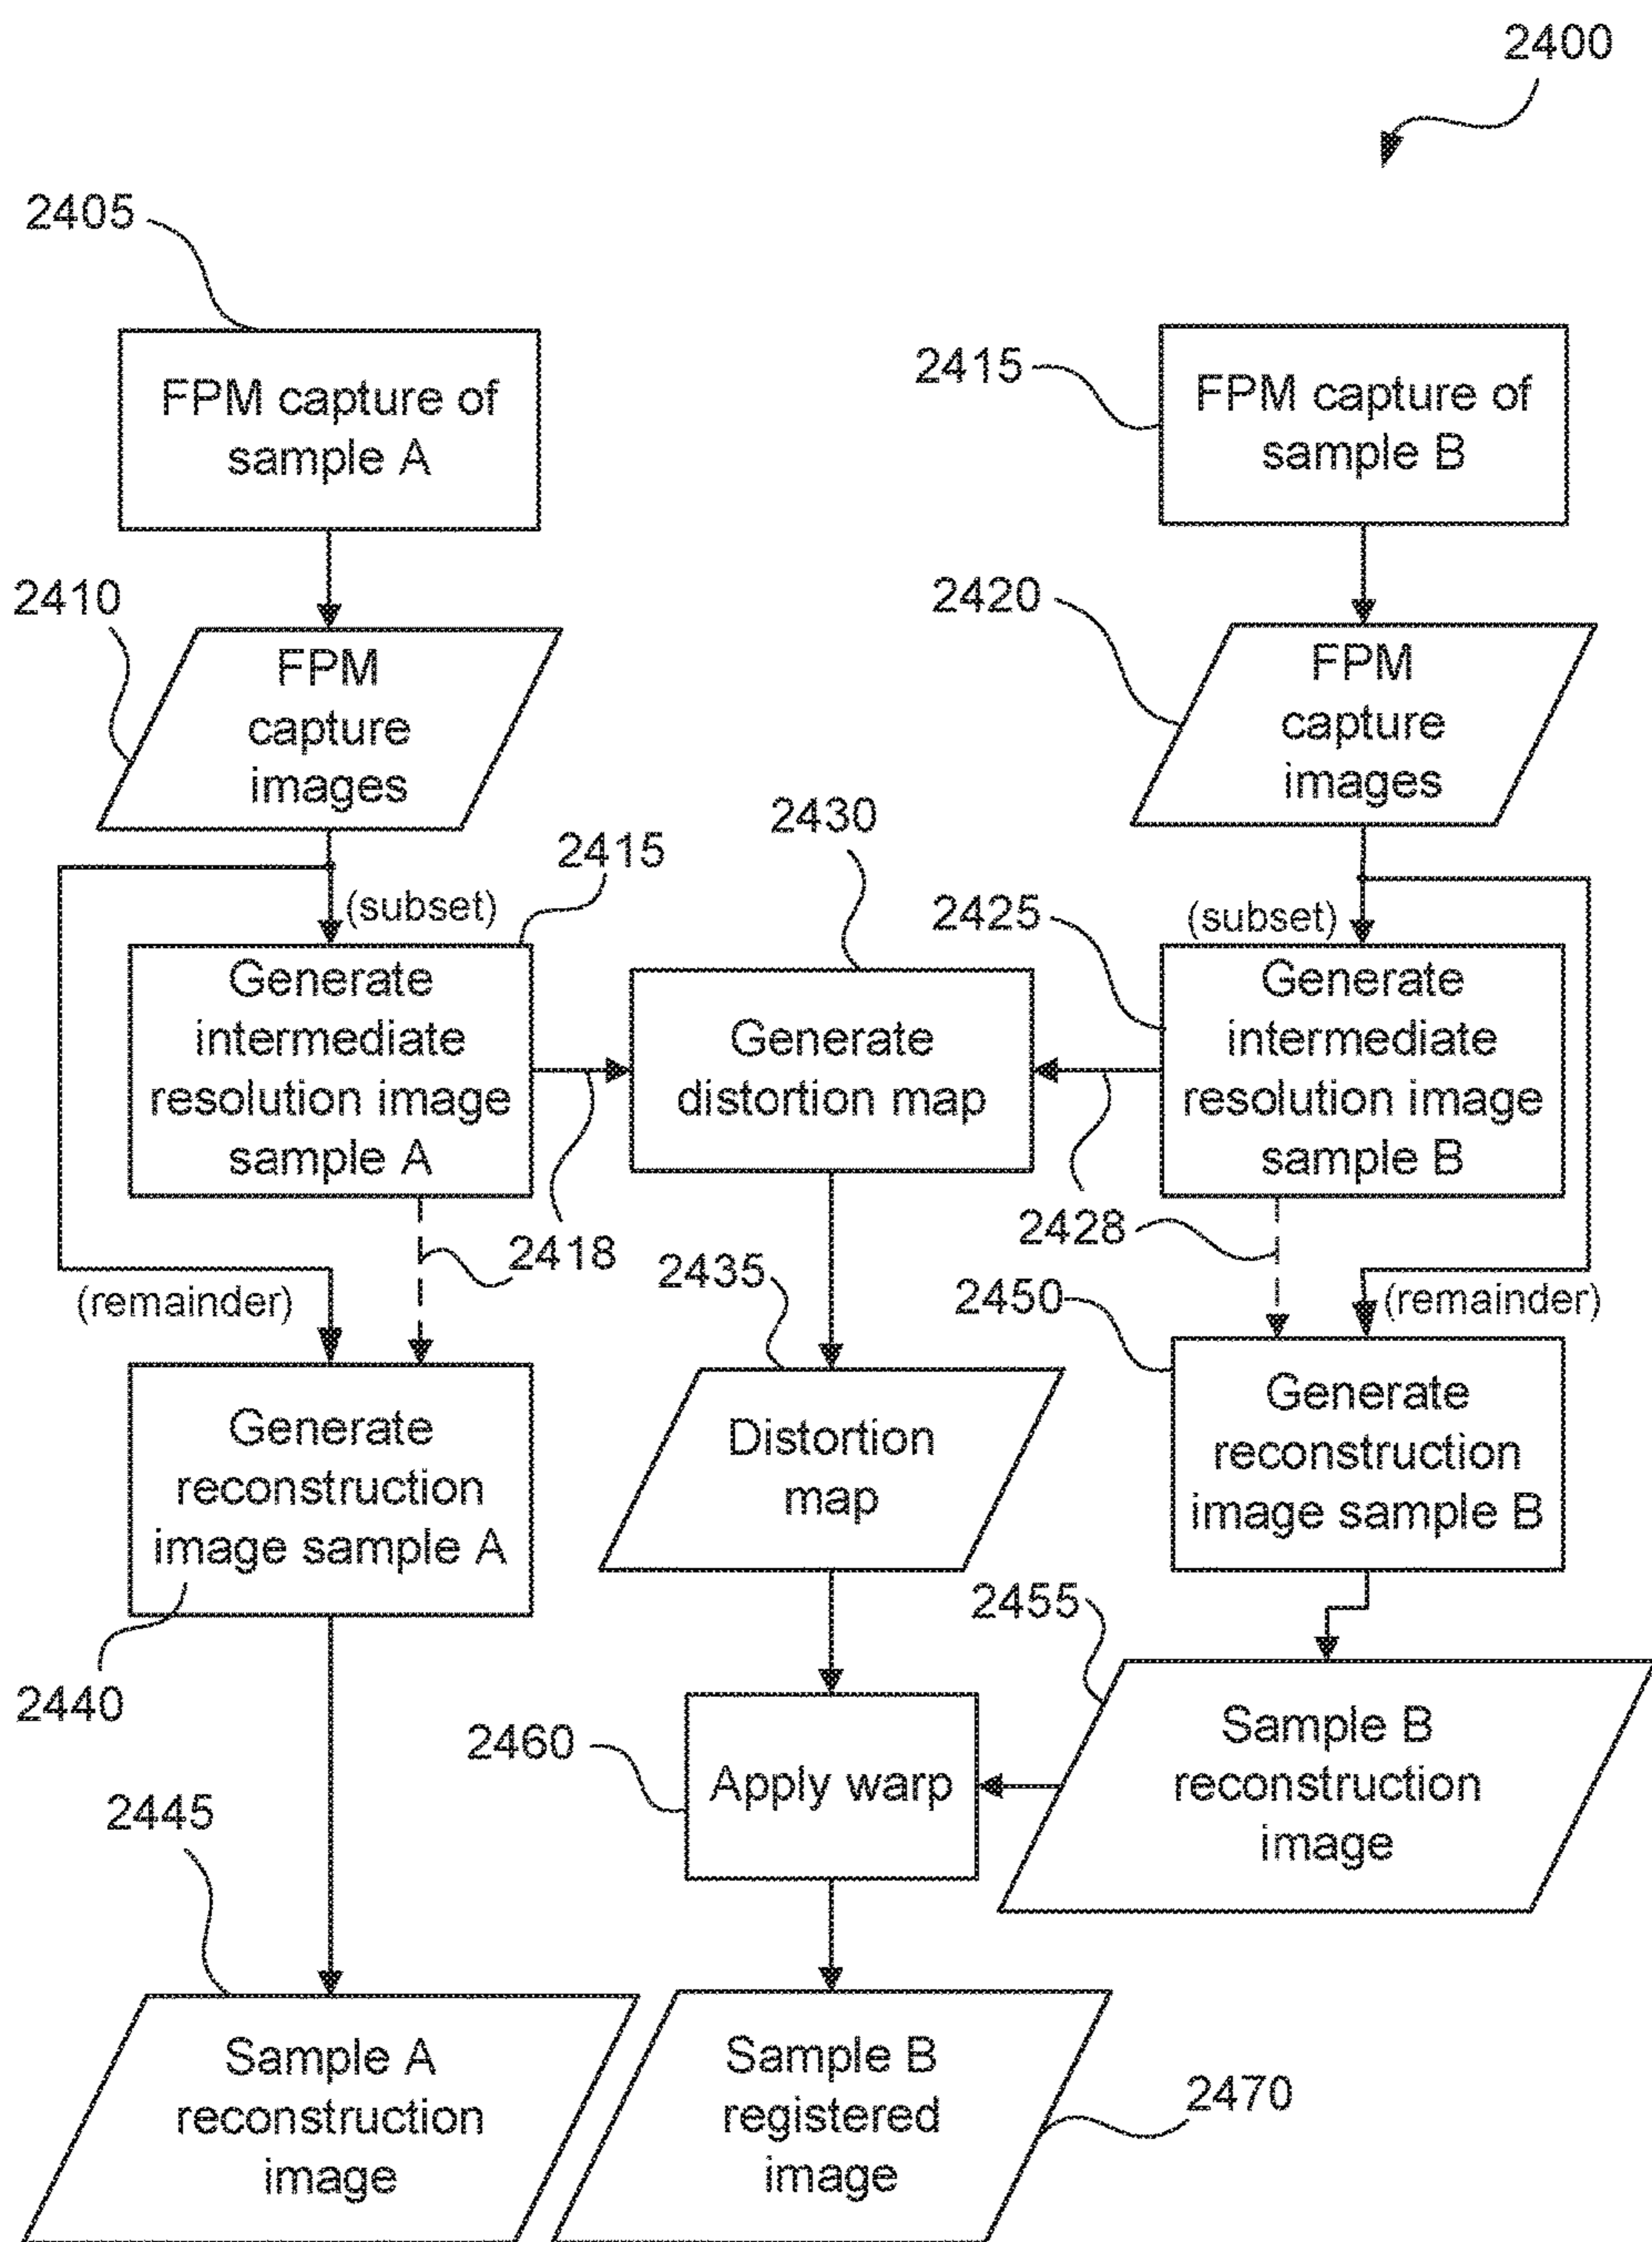 2400
2405
FPM capture of
sample A
2415
FPM capture of
sample B
2410
FPM
capture
images
2420
FPM
capture
images
2430
2415
(subset)
2425
(subset)
Generate
intermediate
resolution image
sample A
Generate
distortion map
Generate
intermediate
resolution image
sample B
2418
2428
2435
2450
(remainder)
(remainder)
Generate
reconstruction
image sample A
Distortion
map
Generate
reconstruction
image sample B
2440
2455
2460
Apply warp
Sample B
reconstruction
image
2445
Sample A
reconstruction
image
Sample B
registered
image
2470